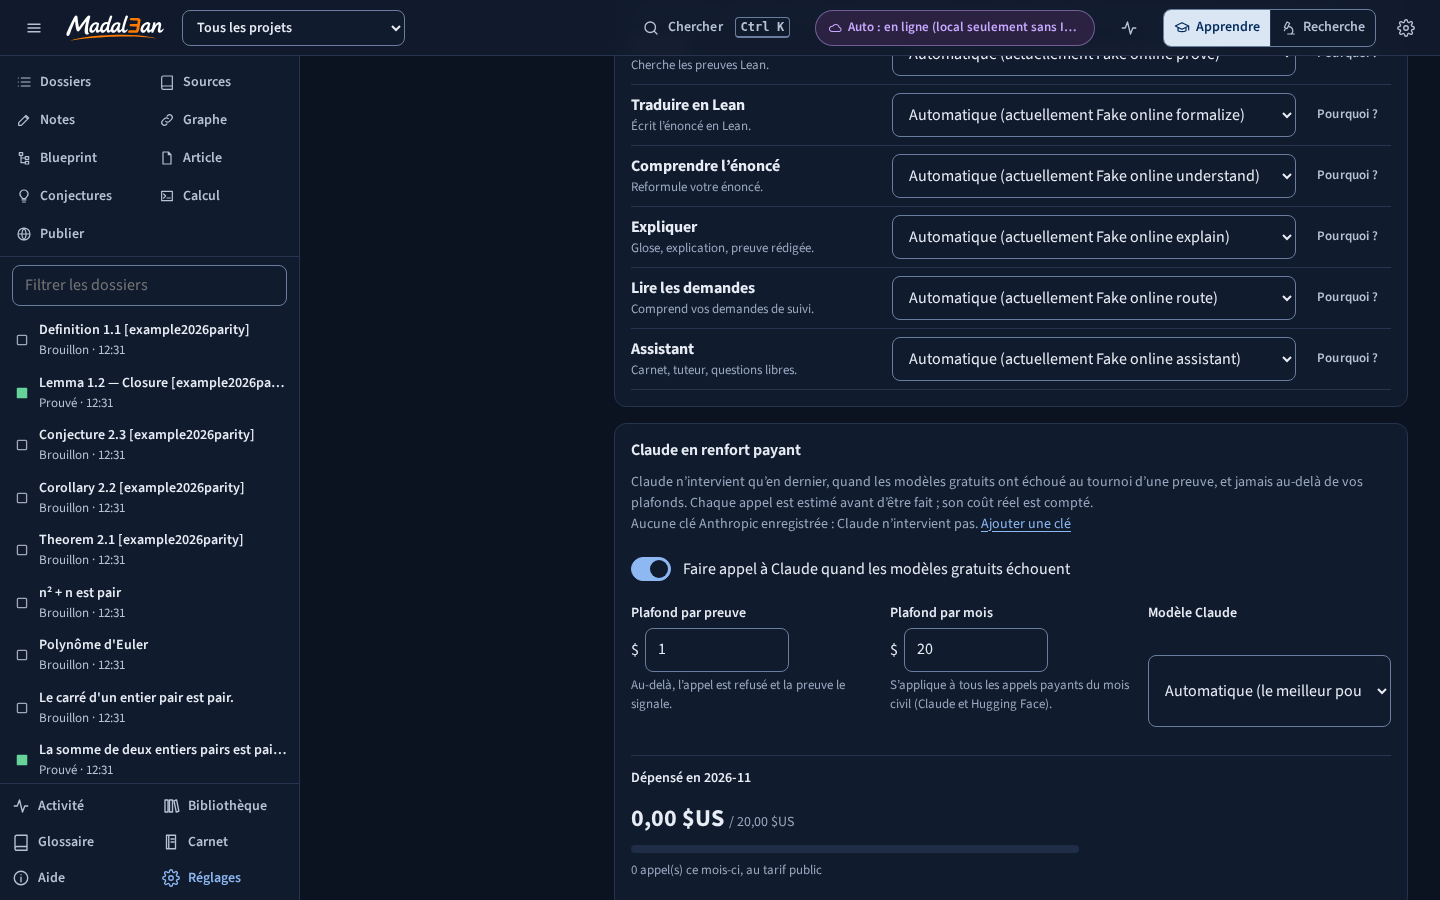 MadalƎan
Tous les projets
Chercher
Ctrl K
Auto : en ligne (local seulement sans I…
Apprendre
Recherche
Dossiers
Sources
Notes
Graphe
Blueprint
Article
Conjectures
Calcul
Publier
Filtrer les dossiers
Definition 1.1 [example2026parity]
Brouillon · 12:31
Lemma 1.2 — Closure [example2026pa…
Prouvé · 12:31
Conjecture 2.3 [example2026parity]
Brouillon · 12:31
Corollary 2.2 [example2026parity]
Brouillon · 12:31
Theorem 2.1 [example2026parity]
Brouillon · 12:31
n² + n est pair
Brouillon · 12:31
Polynôme d'Euler
Brouillon · 12:31
Le carré d'un entier pair est pair.
Brouillon · 12:31
La somme de deux entiers pairs est pai…
Prouvé · 12:31
Activité
Bibliothèque
Glossaire
Carnet
Aide
Réglages
Cherche les preuves Lean.
Automatique (actuellement Fake online prove)
Pourquoi ?
Traduire en Lean
Écrit l’énoncé en Lean.
Automatique (actuellement Fake online formalize)
Pourquoi ?
Comprendre l’énoncé
Reformule votre énoncé.
Automatique (actuellement Fake online understand)
Pourquoi ?
Expliquer
Glose, explication, preuve rédigée.
Automatique (actuellement Fake online explain)
Pourquoi ?
Lire les demandes
Comprend vos demandes de suivi.
Automatique (actuellement Fake online route)
Pourquoi ?
Assistant
Carnet, tuteur, questions libres.
Automatique (actuellement Fake online assistant)
Pourquoi ?
Claude en renfort payant
Claude n’intervient qu’en dernier, quand les modèles gratuits ont échoué au tournoi d’une preuve, et jamais au-delà de vos
plafonds. Chaque appel est estimé avant d’être fait ; son coût réel est compté.
Aucune clé Anthropic enregistrée : Claude n’intervient pas. Ajouter une clé
Faire appel à Claude quand les modèles gratuits échouent
Plafond par preuve
$ 1
Au-delà, l’appel est refusé et la preuve le
signale.
Plafond par mois
$ 20
S’applique à tous les appels payants du mois
civil (Claude et Hugging Face).
Modèle Claude
Automatique (le meilleur pou
Dépensé en 2026-11
0,00 $US / 20,00 $US
0 appel(s) ce mois-ci, au tarif public